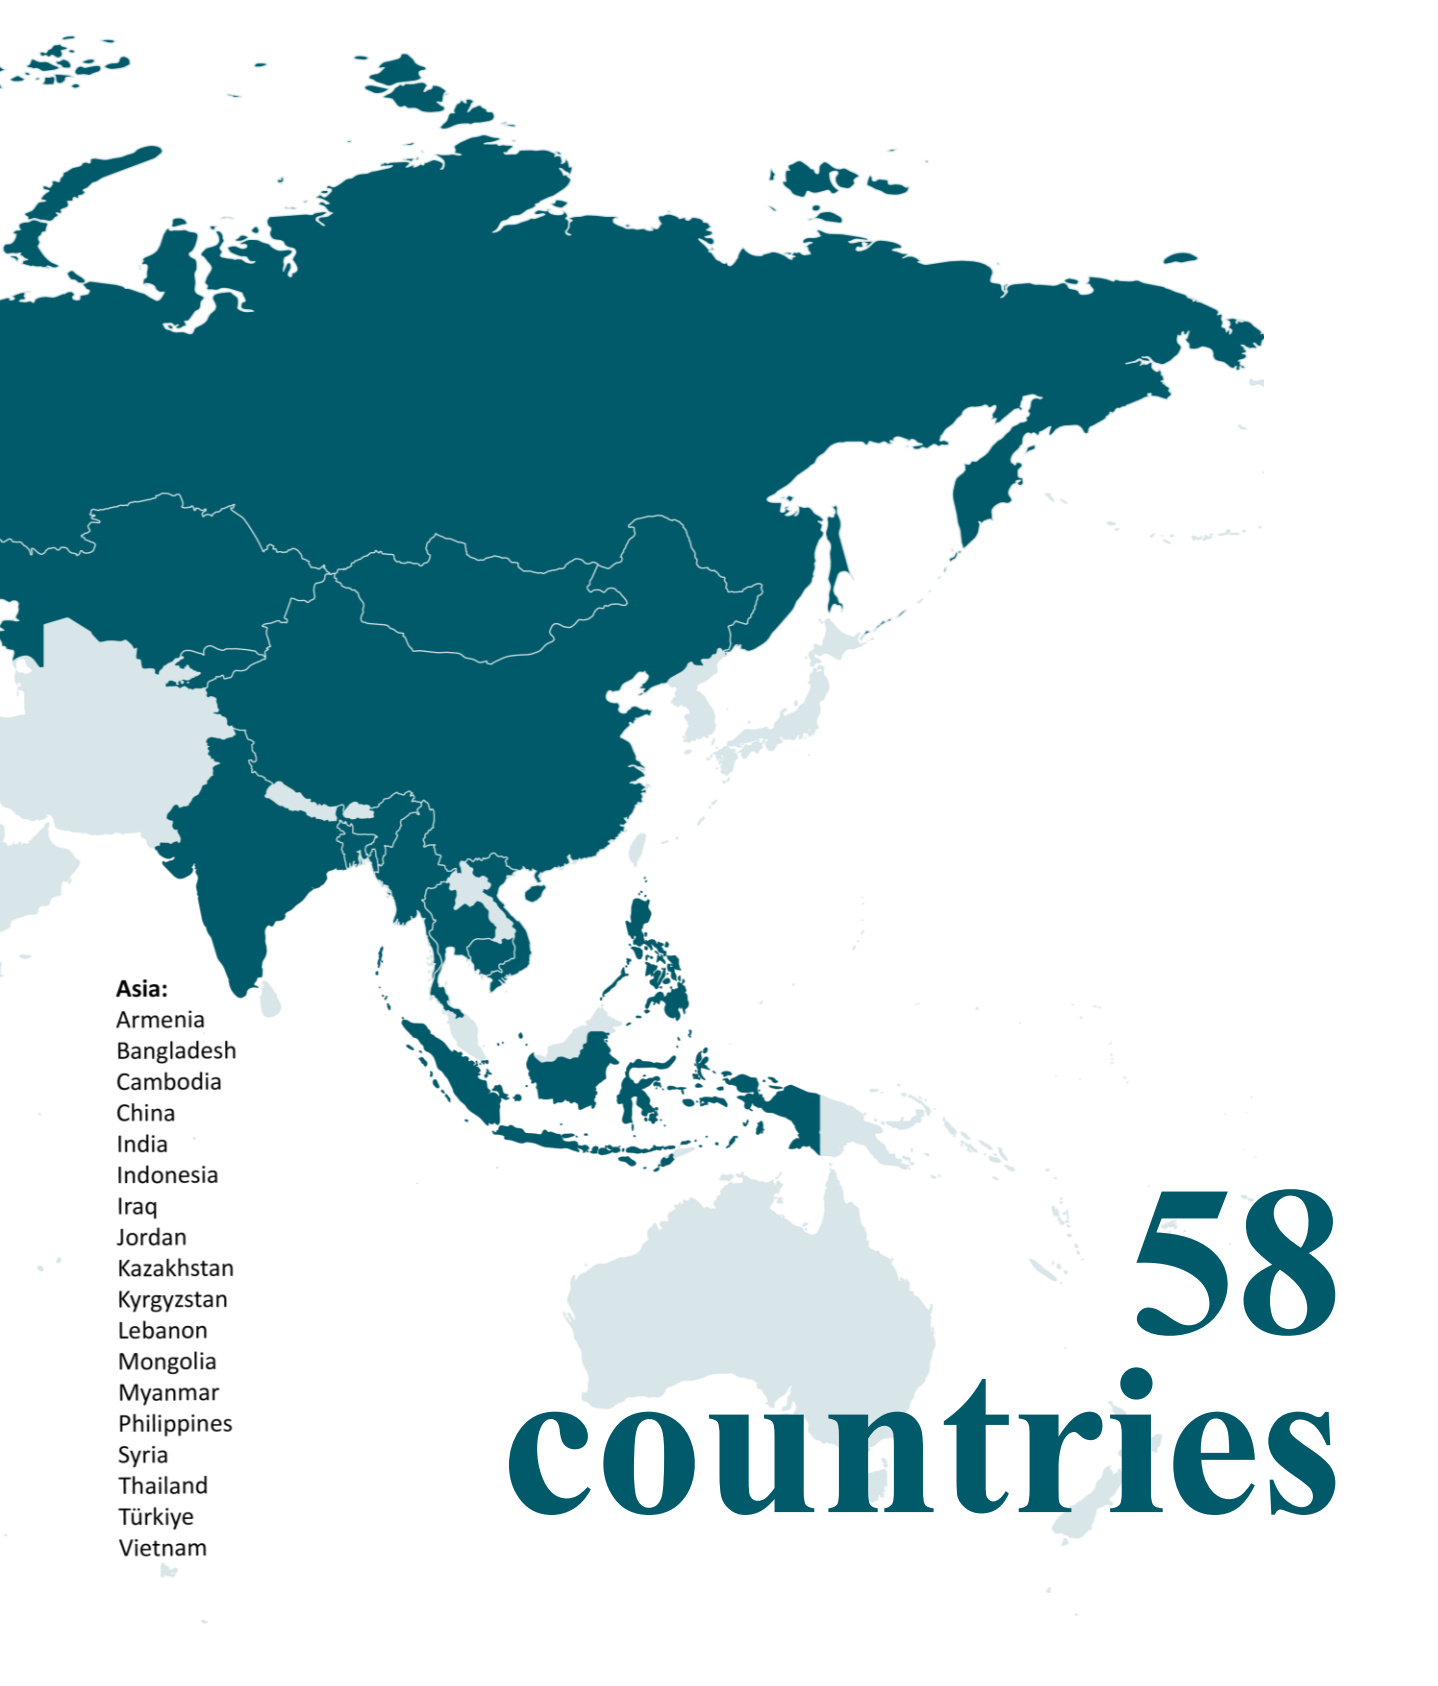 Asia:
Armenia
Bangladesh
Cambodia
China
India
Indonesia
Iraq
Jordan
Kazakhstan
Kyrgyzstan
Lebanon
Mongolia
Myanmar
Philippines
Syria
Thailand
Türkiye
Vietnam
58
countries